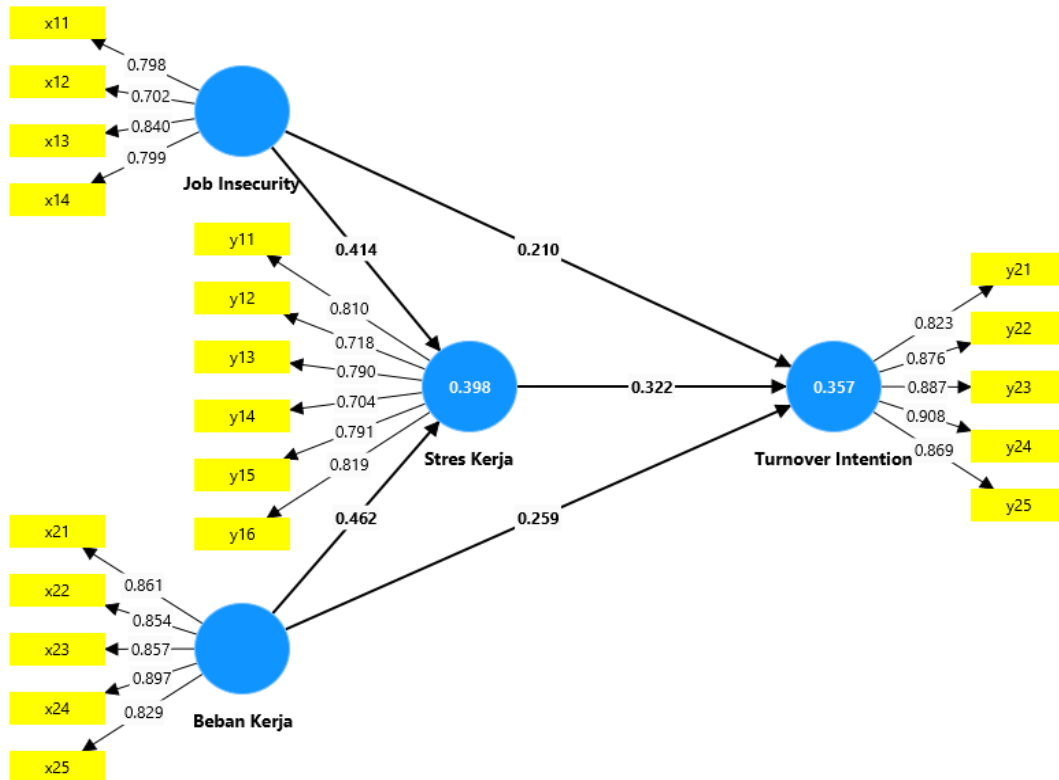 x11
0.798
x12
0.702
x13
0.840
x14
0.799
Job Insecurity
0.414
0.210
y11
0.810
y12
0.718
y13
0.790
y14
0.704
y15
0.791
y16
0.819
0.398
Stres Kerja
0.322
0.357
Turnover Intention
y21
0.823
y22
0.876
y23
0.887
y24
0.908
y25
0.869
0.462
0.259
x21
0.861
x22
0.854
x23
0.857
x24
0.897
x25
0.829
Beban Kerja